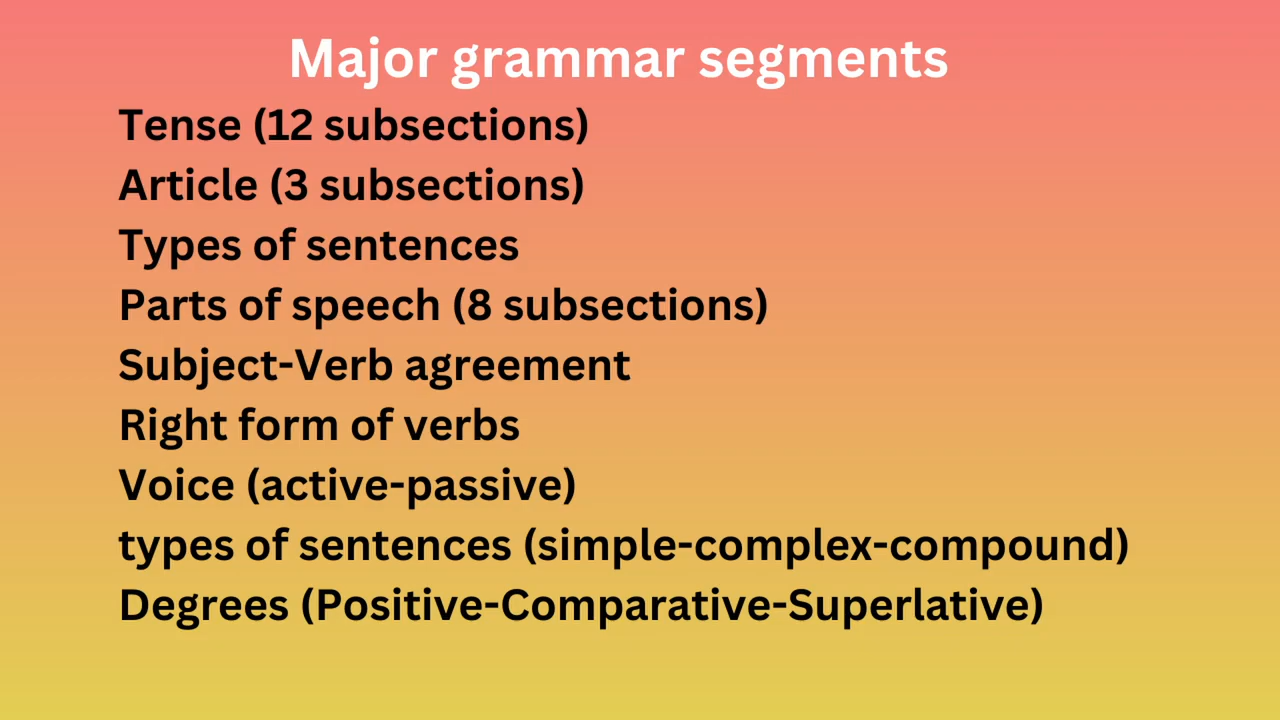 Major grammar segments
Tense (12 subsections)
Article (3 subsections)
Types of sentences
Parts of speech (8 subsections)
Subject-Verb agreement
Right form of verbs
Voice (active-passive)
types of sentences (simple-complex-compound)
Degrees (Positive-Comparative-Superlative)